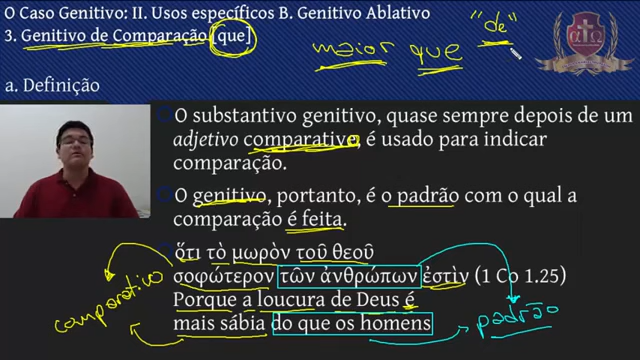 O Caso Genitivo: II. Usos específicos B. Genitivo Ablativo
3. Genitivo de Comparação [que]
maior que "de"
Α Ω
a. Definição
O substantivo genitivo, quase sempre depois de um
adjetivo comparativo, é usado para indicar
comparação.
O genitivo, portanto, é o padrão com o qual a
comparação é feita.
ὅτι τὸ μωρὸν τοῦ θεοῦ
σοφώτερον τῶν ἀνθρώπων ἐστὶν (1 Co 1.25)
Porque a loucura de Deus é
mais sábia do que os homens
comparativo
padrão